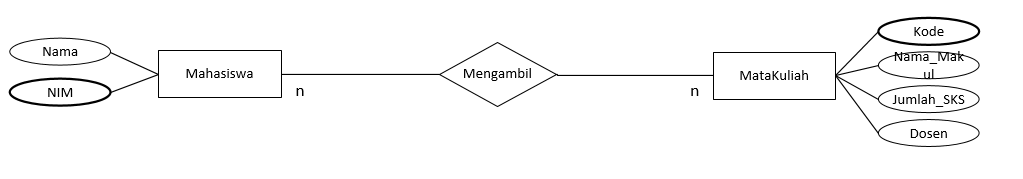 Nama
NIM
Mahasiswa
n
Mengambil
n
MataKuliah
Kode
Nama_Mak
ul
Jumlah_SKS
Dosen